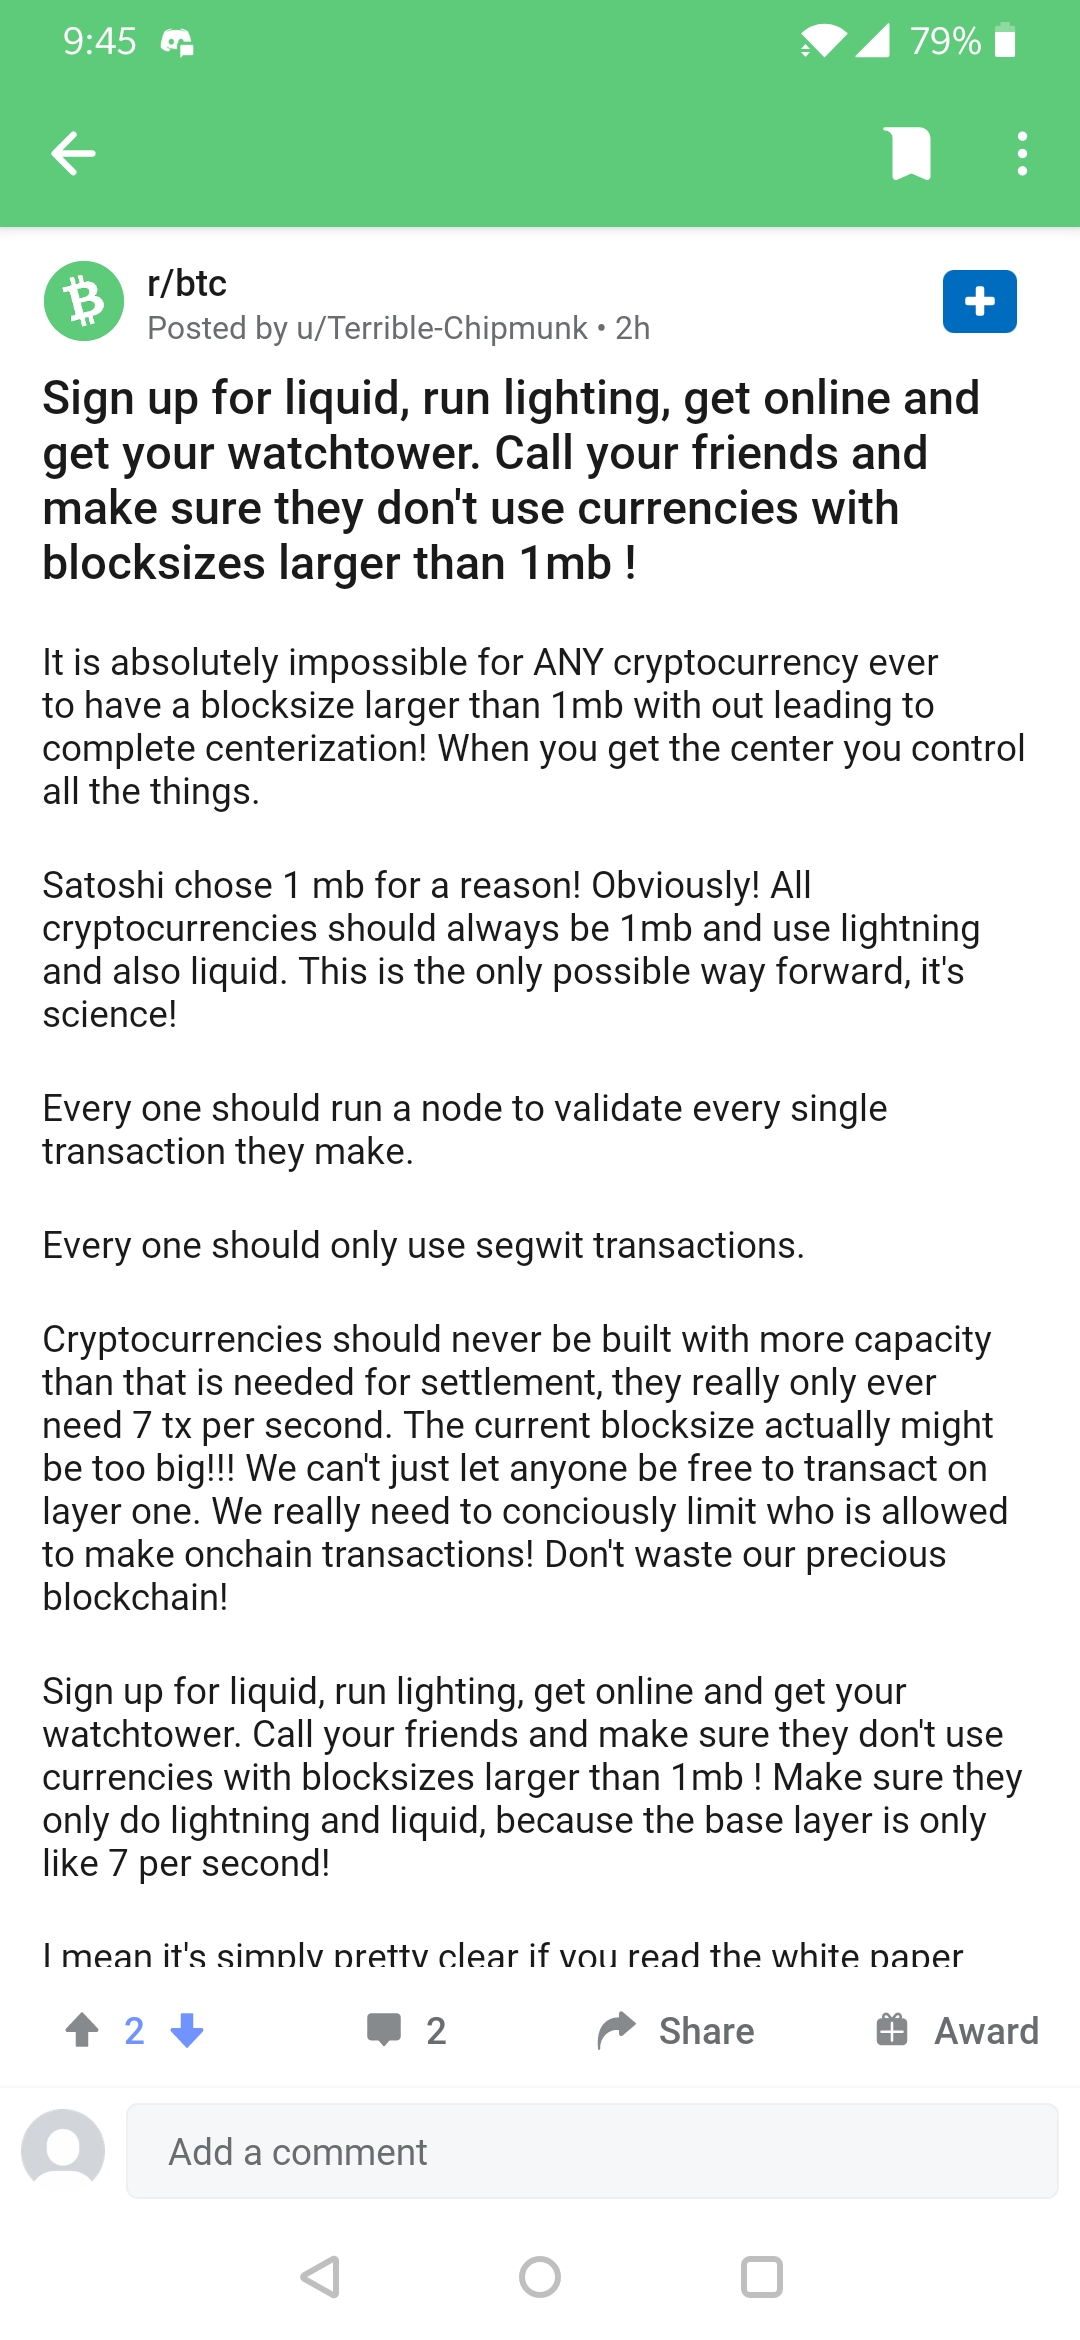 9:45
79%
r/btc
Posted by u/Terrible-Chipmunk • 2h
Sign up for liquid, run lighting, get online and
get your watchtower. Call your friends and
make sure they don't use currencies with
blocksizes larger than 1mb !
It is absolutely impossible for ANY cryptocurrency ever
to have a blocksize larger than 1mb with out leading to
complete centerization! When you get the center you control
all the things.
Satoshi chose 1 mb for a reason! Obviously! All
cryptocurrencies should always be 1mb and use lightning
and also liquid. This is the only possible way forward, it's
science!
Every one should run a node to validate every single
transaction they make.
Every one should only use segwit transactions.
Cryptocurrencies should never be built with more capacity
than that is needed for settlement, they really only ever
need 7 tx per second. The current blocksize actually might
be too big!!! We can't just let anyone be free to transact on
layer one. We really need to conciously limit who is allowed
to make onchain transactions! Don't waste our precious
blockchain!
Sign up for liquid, run lighting, get online and get your
watchtower. Call your friends and make sure they don't use
currencies with blocksizes larger than 1mb ! Make sure they
only do lightning and liquid, because the base layer is only
like 7 per second!
I mean it's simply pretty clear if you read the white paper
2
2
Share
Award
Add a comment